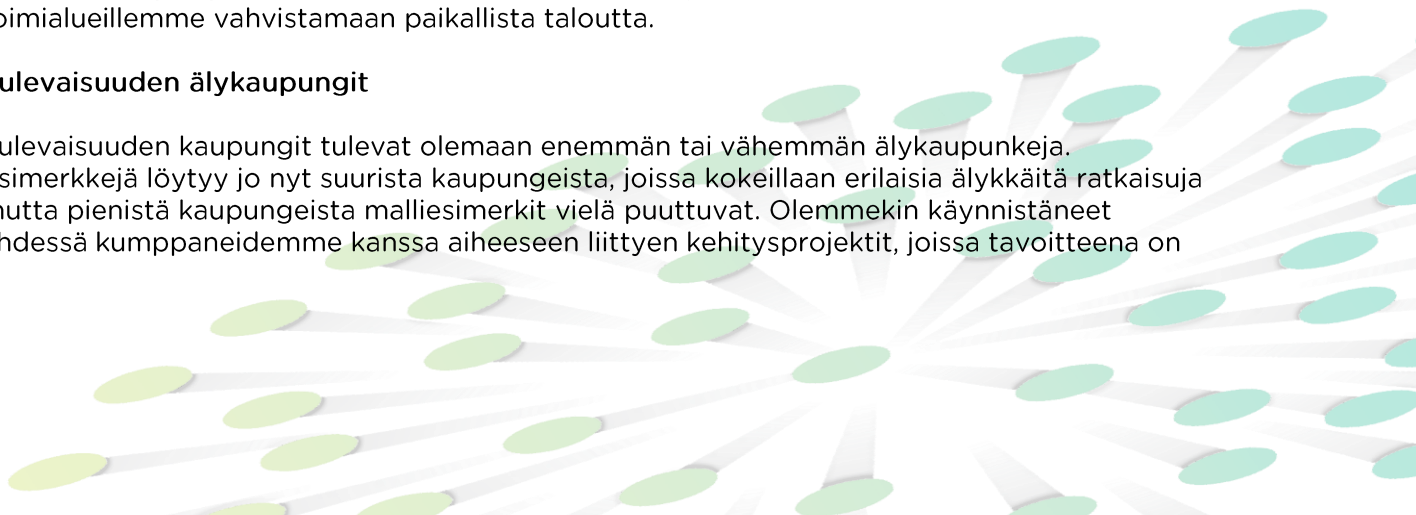 oimialueillemme vahvistamaan paikallista taloutta.
ulevaisuuden älykaupungit
ulevaisuuden kaupungit tulevat olemaan enemmän tai vähemmän älykaupunkeja.
simerkkejä löytyy jo nyt suurista kaupungeista, joissa kokeillaan erilaisia älykkäitä ratkaisuja
nutta pienistä kaupungeista malliesimerkit vielä puuttuvat. Olemmekin käynnistäneet
hdessä kumppaneidemme kanssa aiheeseen liittyen kehitysprojektit, joissa tavoitteena on